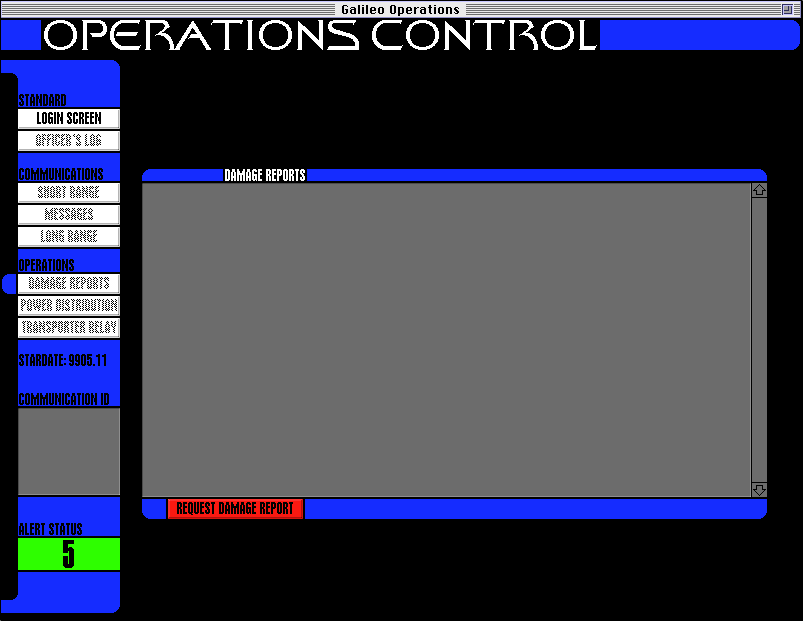 Galileo Operations
OPERATIONS CONTROL
STANDARD
LOGIN SCREEN
OFFICER'S LOG
COMMUNICATIONS
SHORT RANGE
MESSAGES
LONG RANGE
OPERATIONS
DAMAGE REPORTS
POWER DISTRIBUTION
TRANSPORTER RELAY
STARDATE: 9905.11
COMMUNICATION ID
ALERT STATUS
5
DAMAGE REPORTS
REQUEST DAMAGE REPORT